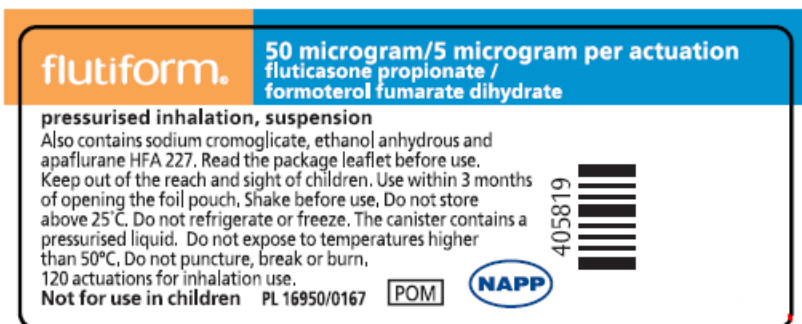 flutiform®
50 microgram/5 microgram per actuation
fluticasone propionate /
formoterol fumarate dihydrate
pressurised inhalation, suspension
Also contains sodium cromoglicate, ethanol anhydrous and
apaflurane HFA 227. Read the package leaflet before use.
Keep out of the reach and sight of children. Use within 3 months
of opening the foil pouch. Shake before use. Do not store
above 25°C. Do not refrigerate or freeze. The canister contains a
pressurised liquid. Do not expose to temperatures higher
than 50ºC. Do not puncture, break or burn.
120 actuations for inhalation use.
Not for use in children PL 16950/0167 POM
NAPP
405819